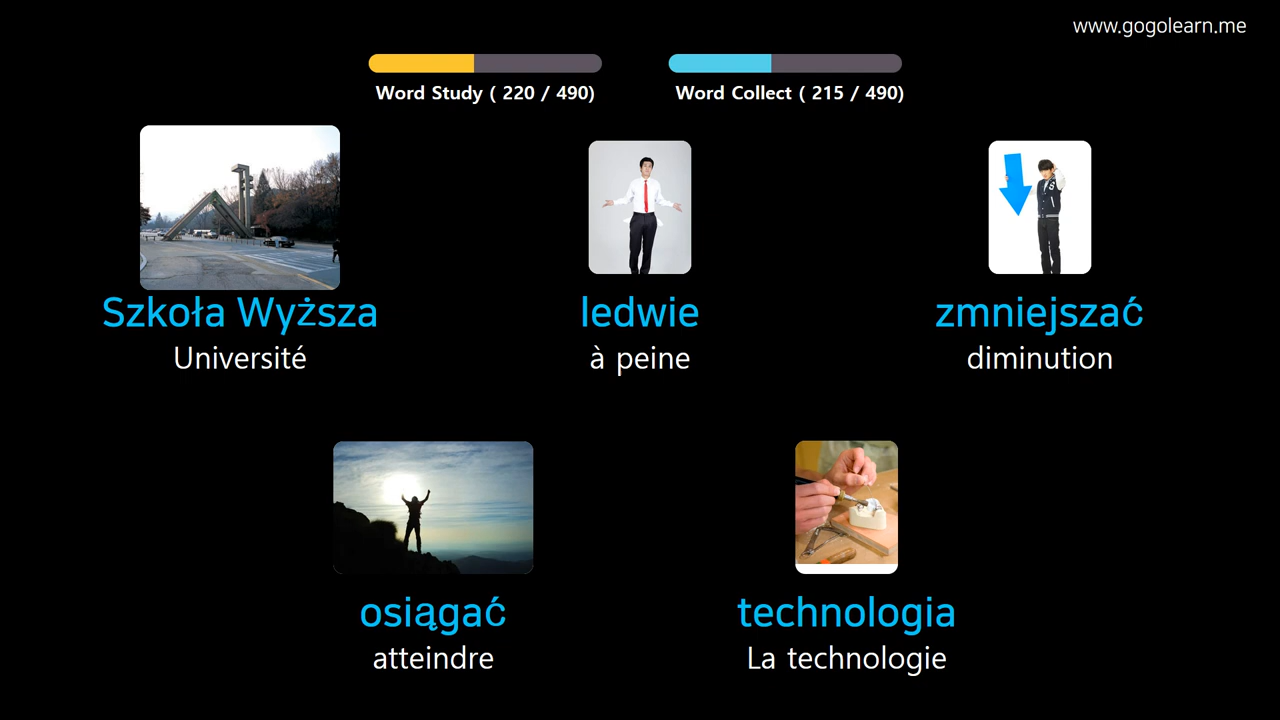 www.gogolearn.me
Word Study ( 220 / 490)
Word Collect ( 215 / 490)
Szkoła Wyższa
Université
ledwie
à peine
zmniejszać
diminution
osiągać
atteindre
technologia
La technologie